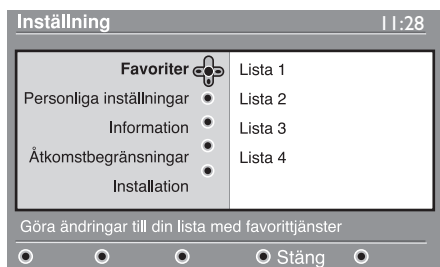 Inställning 11:28
Favoriter Lista 1
Personliga inställningar Lista 2
Information Lista 3
Åtkomstbegränsningar Lista 4
Installation
Göra ändringar till din lista med favorittjänster
Stäng